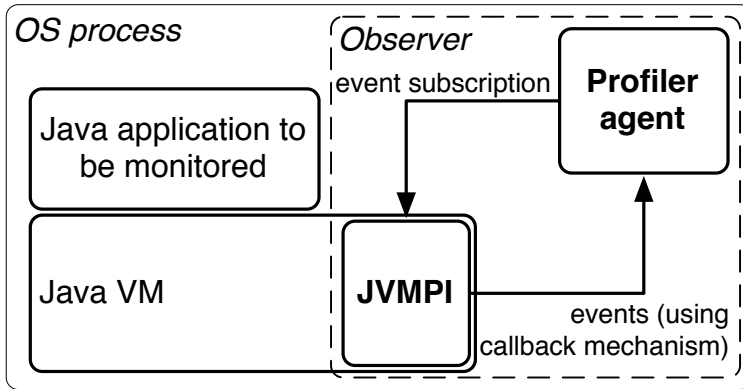 OS process
Observer
event subscription
Profiler
agent
Java application to
be monitored
Java VM
JVMPI
events (using
callback mechanism)